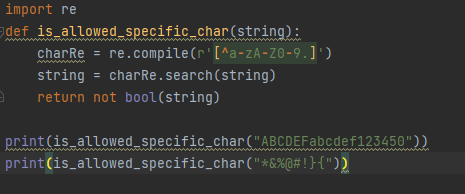 import re
def is_allowed_specific_char(string):
    charRe = re.compile(r'[^a-zA-Z0-9.]')
    string = charRe.search(string)
    return not bool(string)

print(is_allowed_specific_char("ABCDEFabcdef123450"))
print(is_allowed_specific_char("*&%@#!}{"))